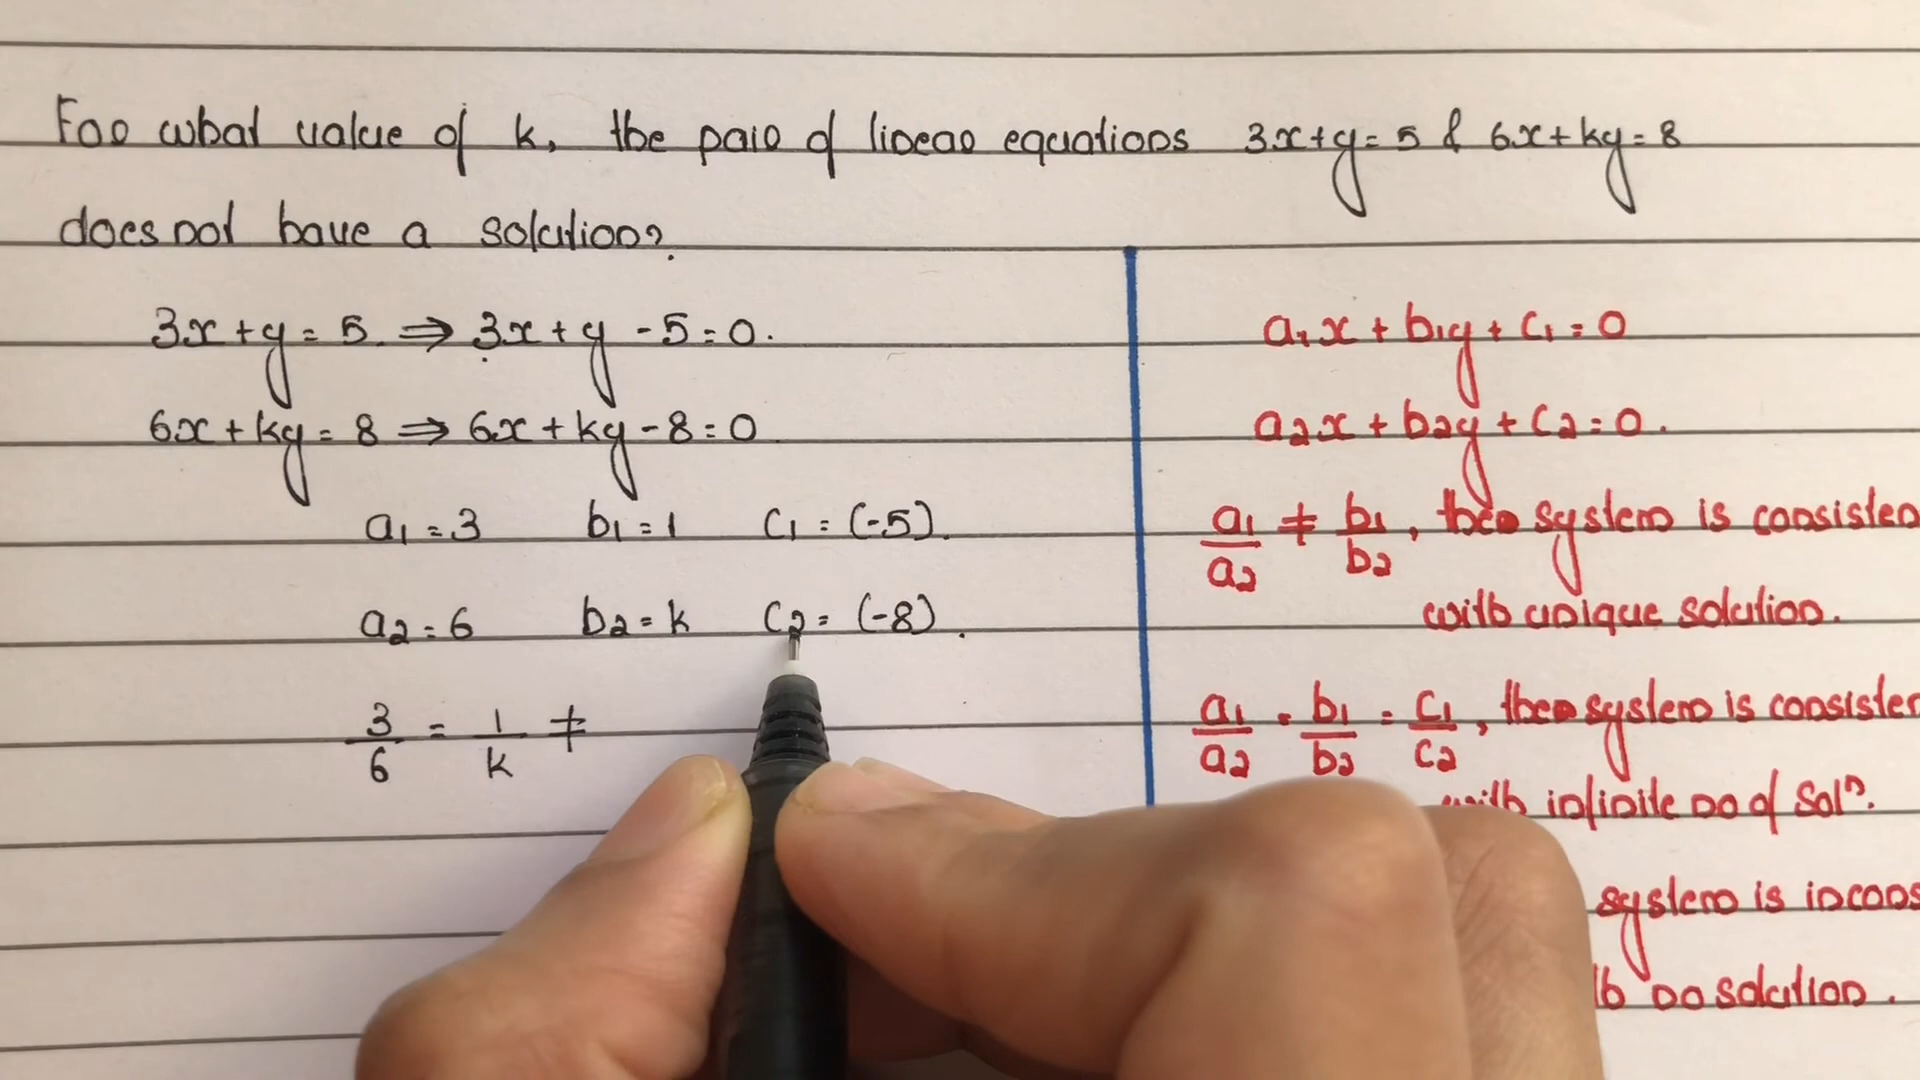 For what value of k, the pair of linear equations 3x+y=5 & 6x+ky=8
does not have a solution?
3x+y=5. ⇒ 3x+y-5=0.
6x+ky=8 ⇒ 6x+ky-8=0
a₁=3 b₁=1 c₁=(-5).
a₂=6 b₂=k c₂=(-8).
3/6 = 1/k ≠
a₁x+b₁y+c₁=0
a₂x+b₂y+c₂=0.
a₁/a₂ ≠ b₁/b₂, then system is consisten
with unique solution.
a₁/a₂ = b₁/b₂ = c₁/c₂, then system is consisten
with infinite no of solⁿ.
system is incons
no solution.